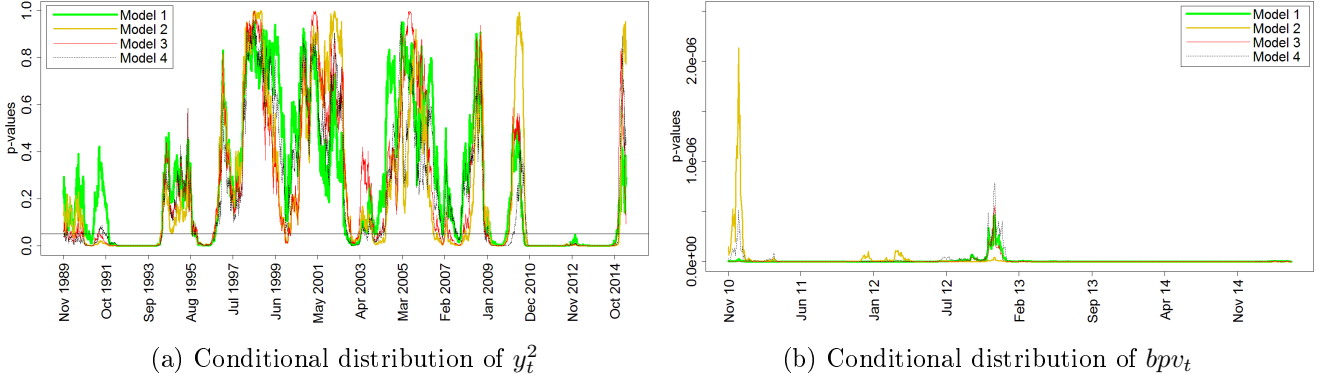 Model 1
Model 2
Model 3
Model 4
p-values
1.0
0.8
0.6
0.4
0.2
0.0
Nov 1989
Oct 1991
Sep 1993
Aug 1995
Jul 1997
Jun 1999
May 2001
Apr 2003
Mar 2005
Feb 2007
Jan 2009
Dec 2010
Nov 2012
Oct 2014
(a) Conditional distribution of y_t^2
Model 1
Model 2
Model 3
Model 4
p-values
2.0e-06
1.0e-06
0.0e+00
Nov 10
Jun 11
Jan 12
Jul 12
Feb 13
Sep 13
Apr 14
Nov 14
(b) Conditional distribution of bpv_t